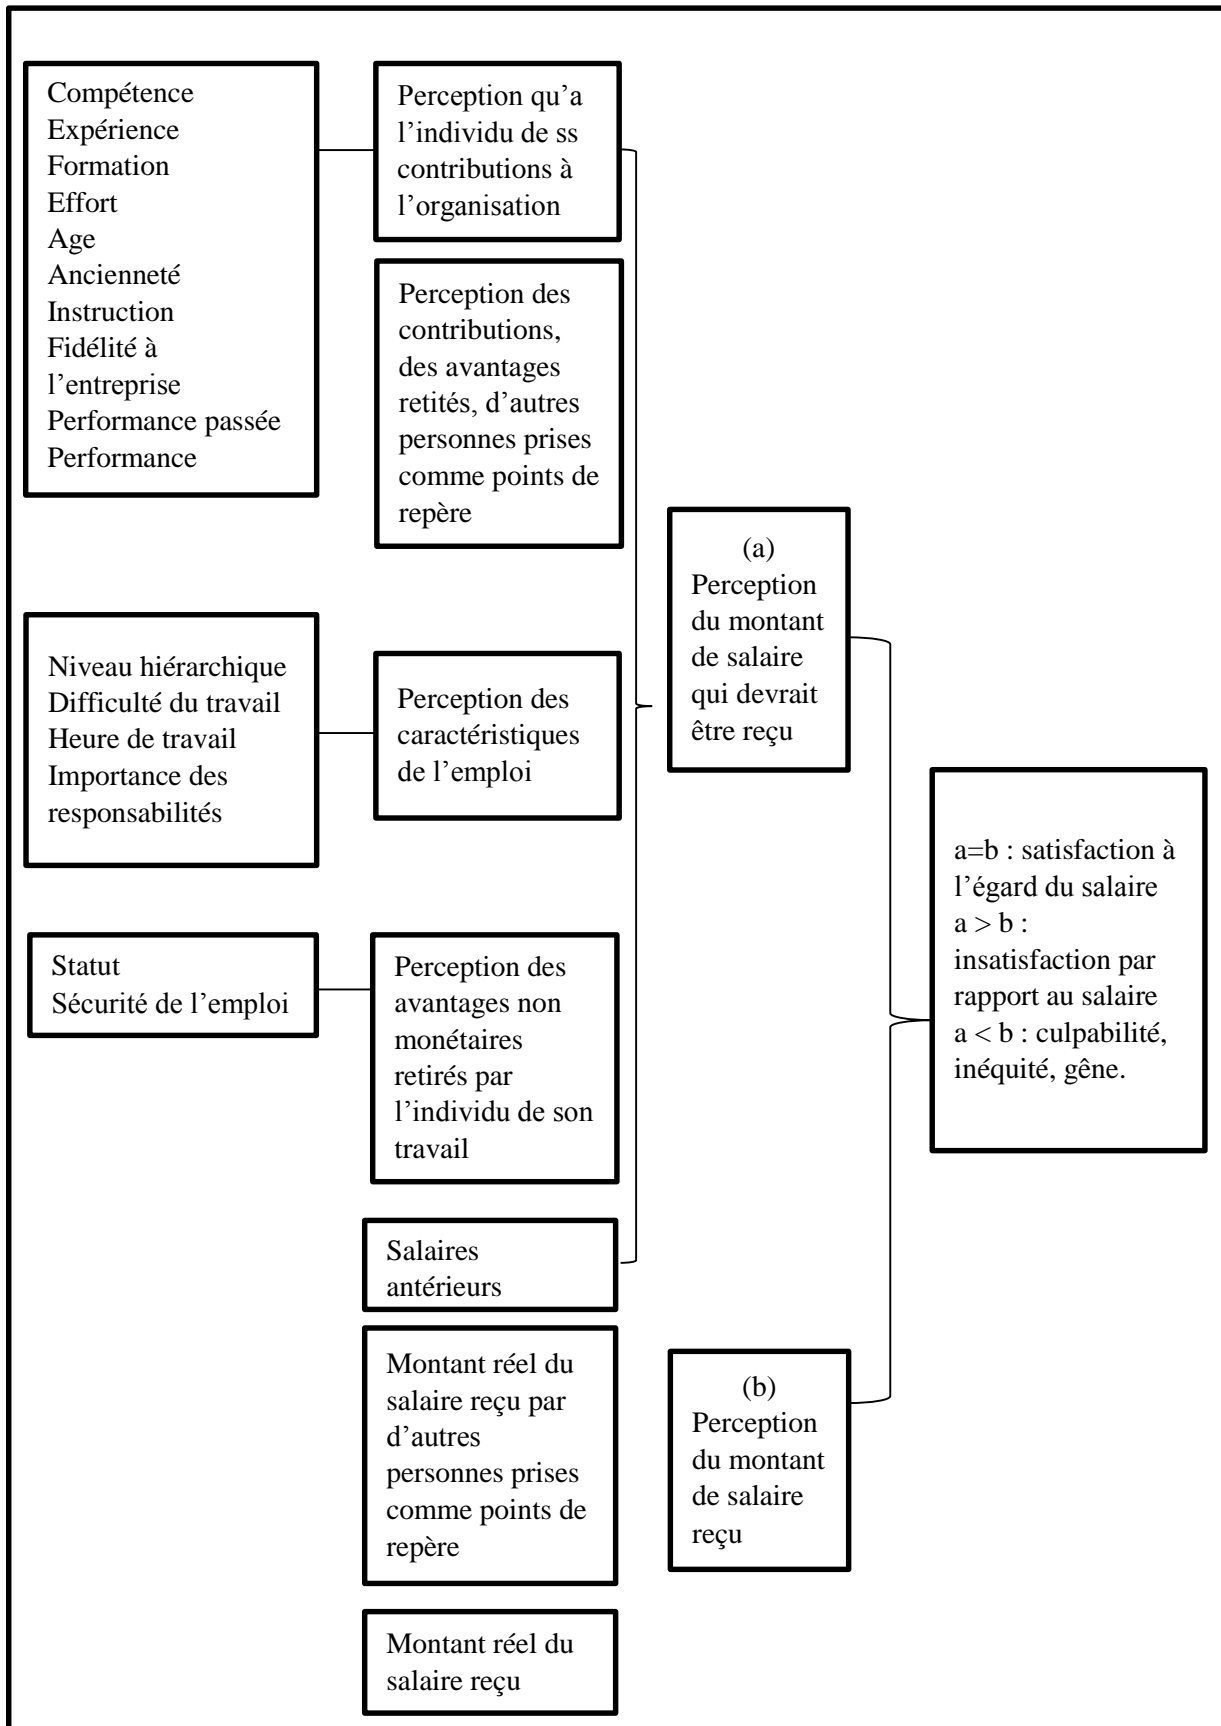 Compétence
Expérience
Formation
Effort
Age
Ancienneté
Instruction
Fidélité à
l’entreprise
Performance passée
Performance
Perception qu’a
l’individu de ss
contributions à
l’organisation
Perception des
contributions,
des avantages
retités, d’autres
personnes prises
comme points de
repère
Niveau hiérarchique
Difficulté du travail
Heure de travail
Importance des
responsabilités
Perception des
caractéristiques
de l’emploi
Statut
Sécurité de l’emploi
Perception des
avantages non
monétaires
retirés par
l’individu de son
travail
Salaires
antérieurs
Montant réel du
salaire reçu par
d’autres
personnes prises
comme points de
repère
Montant réel du
salaire reçu
(a)
Perception
du montant
de salaire
qui devrait
être reçu
(b)
Perception
du montant
de salaire
reçu
a=b : satisfaction à
l’égard du salaire
a > b :
insatisfaction par
rapport au salaire
a < b : culpabilité,
inéquité, gêne.